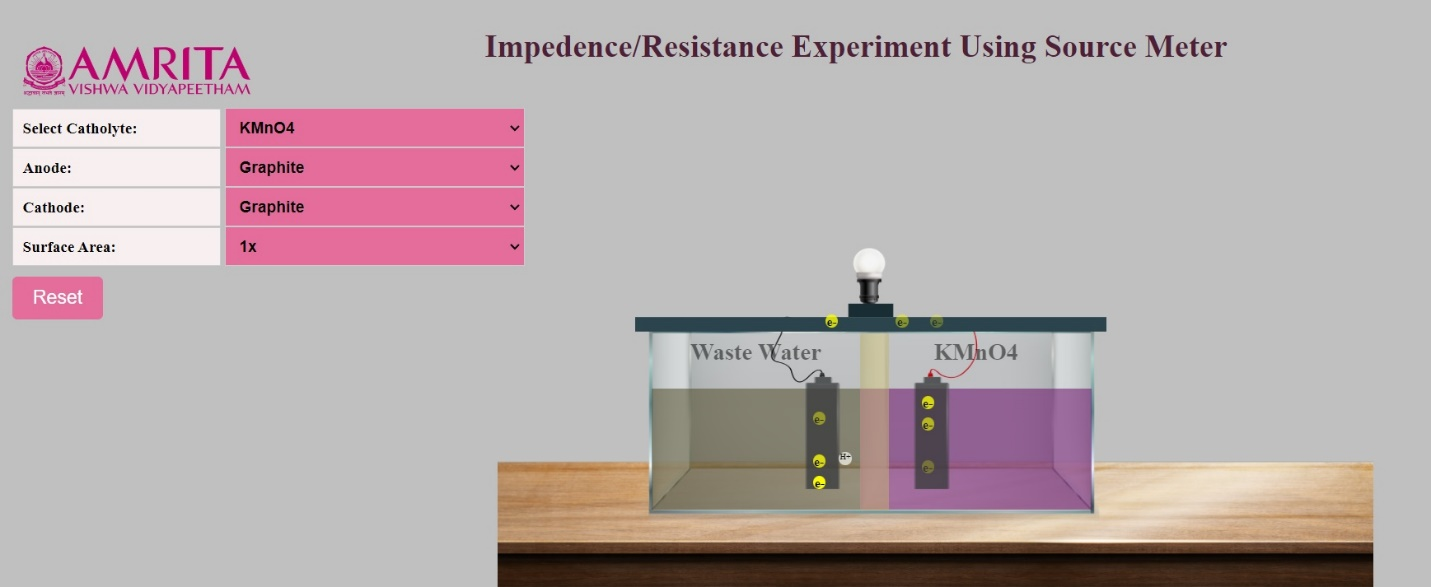 Impedence/Resistance Experiment Using Source Meter
AMRITA
VISHWA VIDYAPEETHAM
Select Catholyte: KMnO4
Anode: Graphite
Cathode: Graphite
Surface Area: 1x
Reset
e- e- e-
Waste Water KMnO4
e-
e- e-
H+
e- e-
e-